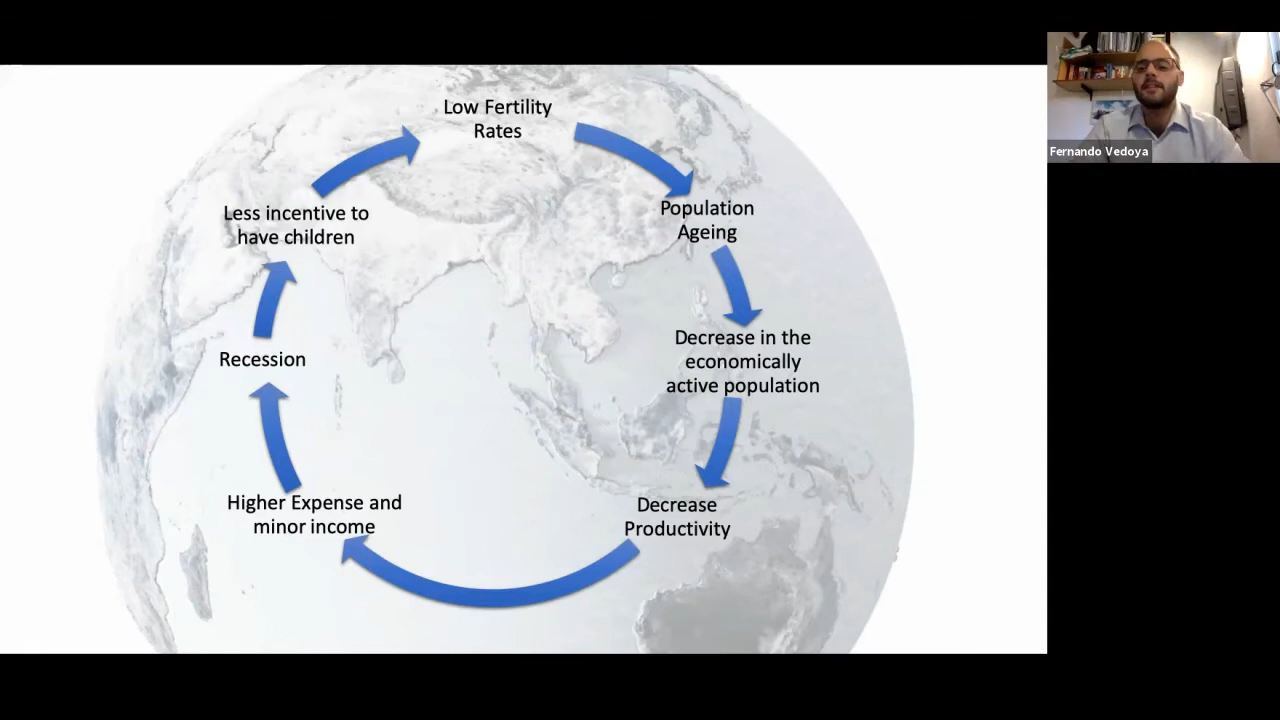 Low Fertility
Rates
Population
Ageing
Decrease in the
economically
active population
Decrease
Productivity
Higher Expense and
minor income
Recession
Less incentive to
have children
Fernando Vedoya